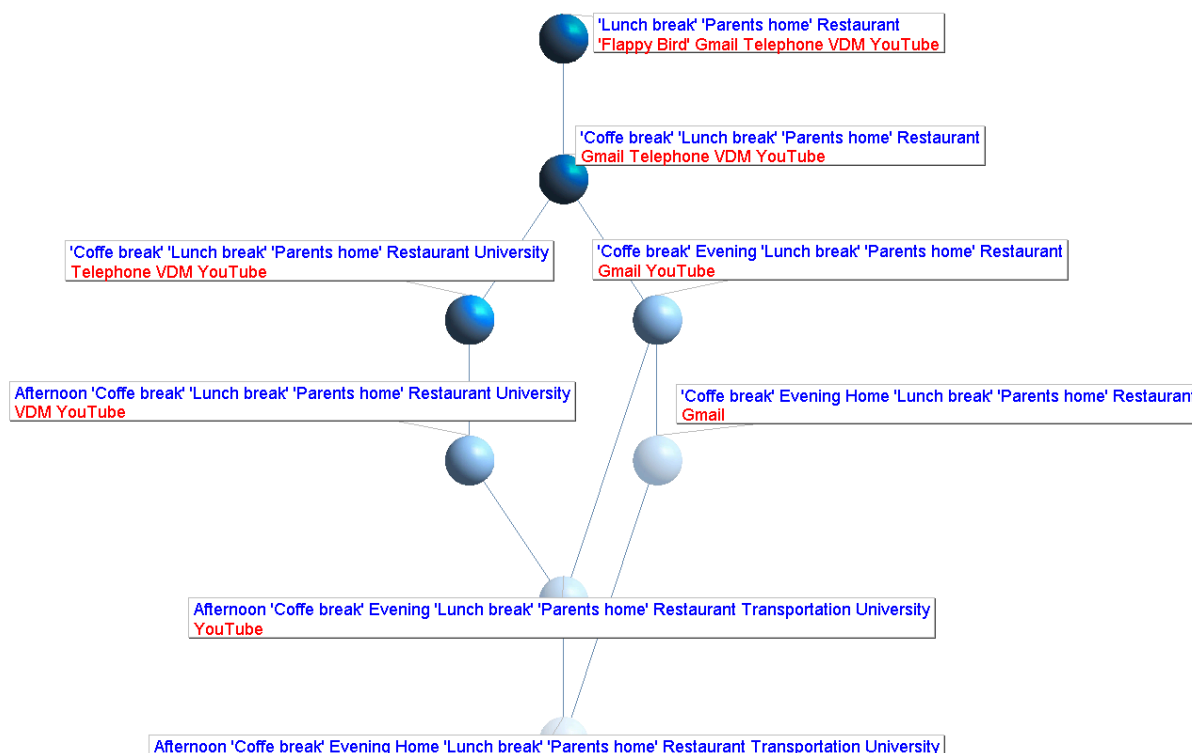 'Lunch break' 'Parents home' Restaurant
'Flappy Bird' Gmail Telephone VDM YouTube
'Coffe break' 'Lunch break' 'Parents home' Restaurant
Gmail Telephone VDM YouTube
'Coffe break' 'Lunch break' 'Parents home' Restaurant University
Telephone VDM YouTube
'Coffe break' Evening 'Lunch break' 'Parents home' Restaurant
Gmail YouTube
Afternoon 'Coffe break' 'Lunch break' 'Parents home' Restaurant University
VDM YouTube
'Coffe break' Evening Home 'Lunch break' 'Parents home' Restaurant
Gmail
Afternoon 'Coffe break' Evening 'Lunch break' 'Parents home' Restaurant Transportation University
YouTube
Afternoon 'Coffe break' Evening Home 'Lunch break' 'Parents home' Restaurant Transportation University